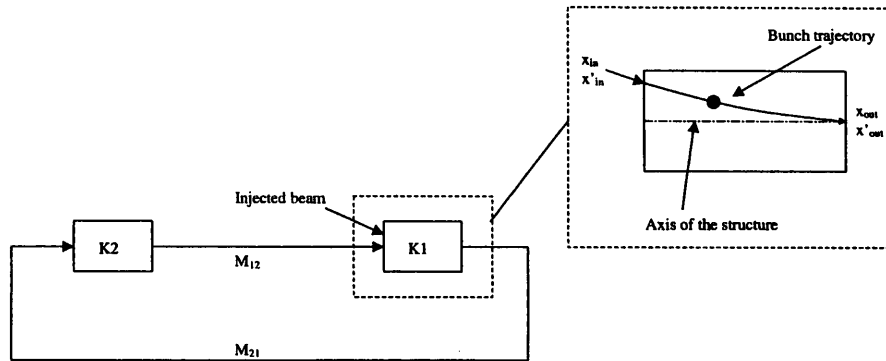 Bunch trajectory
x_in
x'_in
x_out
x'_out
Axis of the structure
Injected beam
K2
K1
M_12
M_21